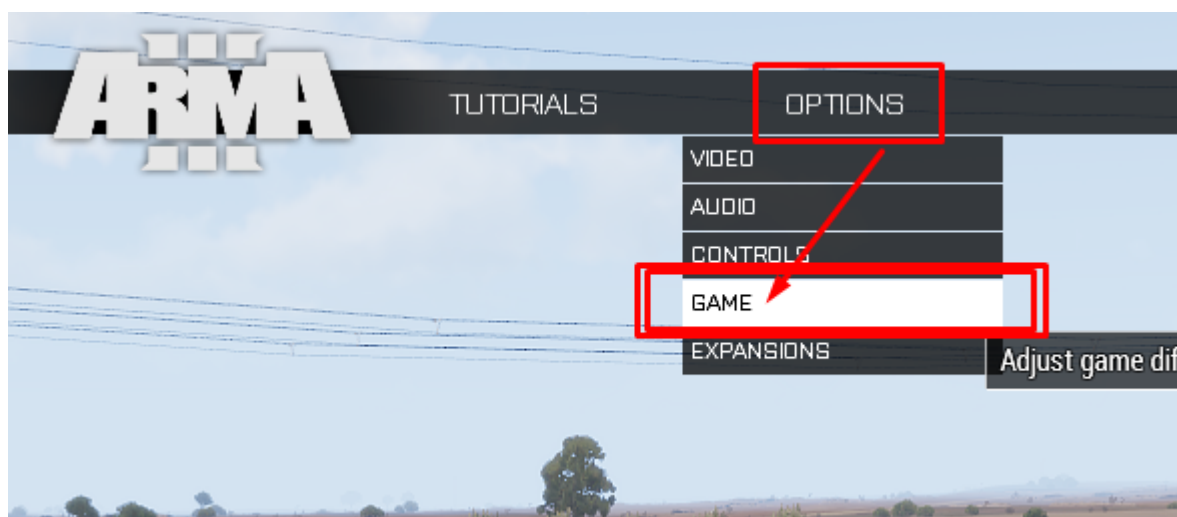 ARMA
TUTORIALS
OPTIONS
VIDEO
AUDIO
CONTROLS
GAME
EXPANSIONS
Adjust game dif